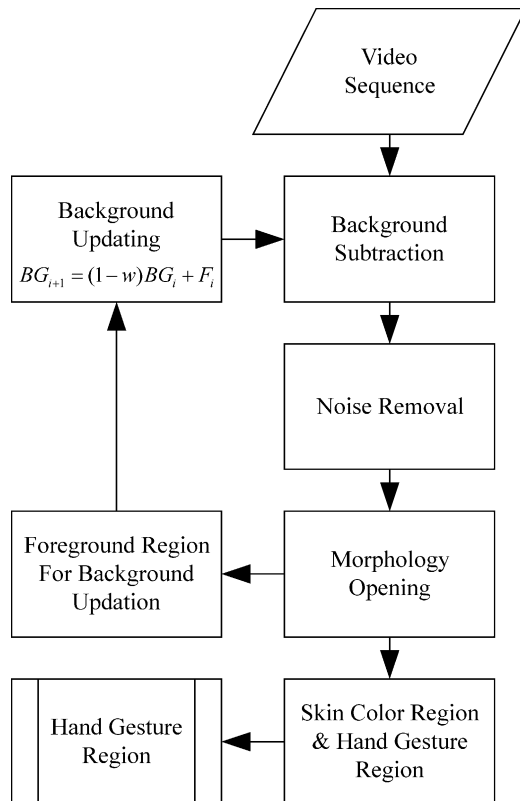 Video
Sequence
Background
Updating
BG_{i+1} = (1-w)BG_i + F_i
Background
Subtraction
Noise Removal
Foreground Region
For Background
Updation
Morphology
Opening
Hand Gesture
Region
Skin Color Region
& Hand Gesture
Region